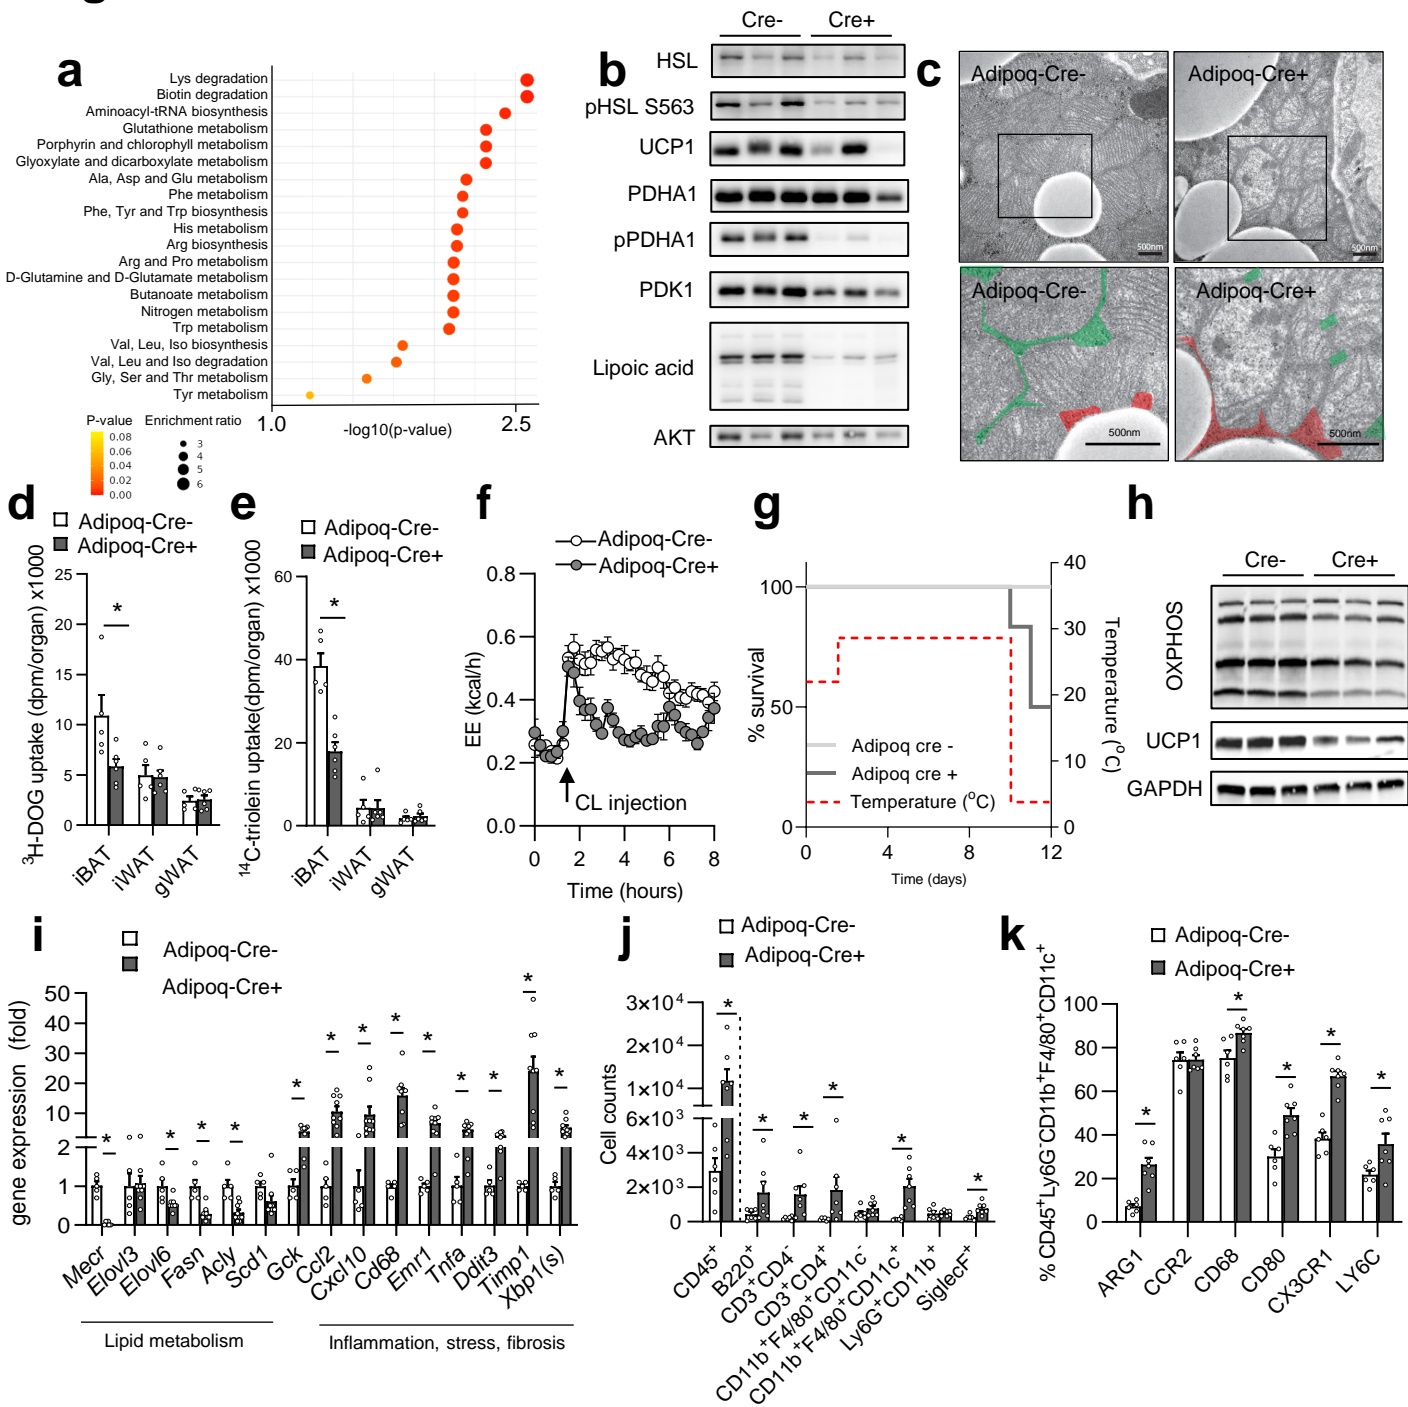 a
Lys degradation
Biotin degradation
Aminoacyl-tRNA biosynthesis
Glutathione metabolism
Porphyrin and chlorophyll metabolism
Glyoxylate and dicarboxylate metabolism
Ala, Asp and Glu metabolism
Phe metabolism
Phe, Tyr and Trp biosynthesis
His metabolism
Arg biosynthesis
Arg and Pro metabolism
D-Glutamine and D-Glutamate metabolism
Butanoate metabolism
Nitrogen metabolism
Trp metabolism
Val, Leu, Iso biosynthesis
Val, Leu and Iso degradation
Gly, Ser and Thr metabolism
Tyr metabolism
1.0
-log10(p-value)
2.5
P-value
0.08
0.06
0.04
0.02
0.00
Enrichment ratio
3
4
5
6
b
Cre- Cre+
HSL
pHSL S563
UCP1
PDHA1
pPDHA1
PDK1
Lipoic acid
AKT
c
Adipoq-Cre-
500nm
Adipoq-Cre+
500nm
Adipoq-Cre-
500nm
Adipoq-Cre+
500nm
d
Adipoq-Cre-
Adipoq-Cre+
³H-DOG uptake (dpm/organ) x1000
25
20
15
10
5
0
*
iBAT
iWAT
gWAT
e
Adipoq-Cre-
Adipoq-Cre+
¹⁴C-triolein uptake(dpm/organ) x1000
60
40
20
0
*
iBAT
iWAT
gWAT
f
Adipoq-Cre-
Adipoq-Cre+
EE (kcal/h)
0.8
0.6
0.4
0.2
0.0
CL injection
0 2 4 6 8
Time (hours)
g
% survival
100
50
0
Adipoq cre -
Adipoq cre +
Temperature (°C)
40
30
20
10
0
Temperature (°C)
0 4 8 12
Time (days)
h
Cre- Cre+
OXPHOS
UCP1
GAPDH
i
Adipoq-Cre-
Adipoq-Cre+
gene expression (fold)
50
40
30
20
10
2
1
0
* * * * * * * * * * * * *
Mecr
Elovl3
Elovl6
Fasn
Acly
Scd1
Gck
Ccl2
Cxcl10
Cd68
Emr1
Tnfa
Ddit3
Timp1
Xbp1(s)
Lipid metabolism
Inflammation, stress, fibrosis
j
Adipoq-Cre-
Adipoq-Cre+
Cell counts
3×10⁴
2×10⁴
1×10⁴
6×10³
4×10³
2×10³
0
* * * * * *
CD45⁺
B220⁺
CD3⁺CD4⁻
CD3⁺CD4⁺
CD11b⁺F4/80⁺CD11c⁻
CD11b⁺F4/80⁺CD11c⁺
Ly6G⁺CD11b⁺
SiglecF⁺
k
Adipoq-Cre-
Adipoq-Cre+
% CD45⁺Ly6G⁻CD11b⁺F4/80⁺CD11c⁺
100
80
60
40
20
0
* * * * *
ARG1
CCR2
CD68
CD80
CX3CR1
LY6C